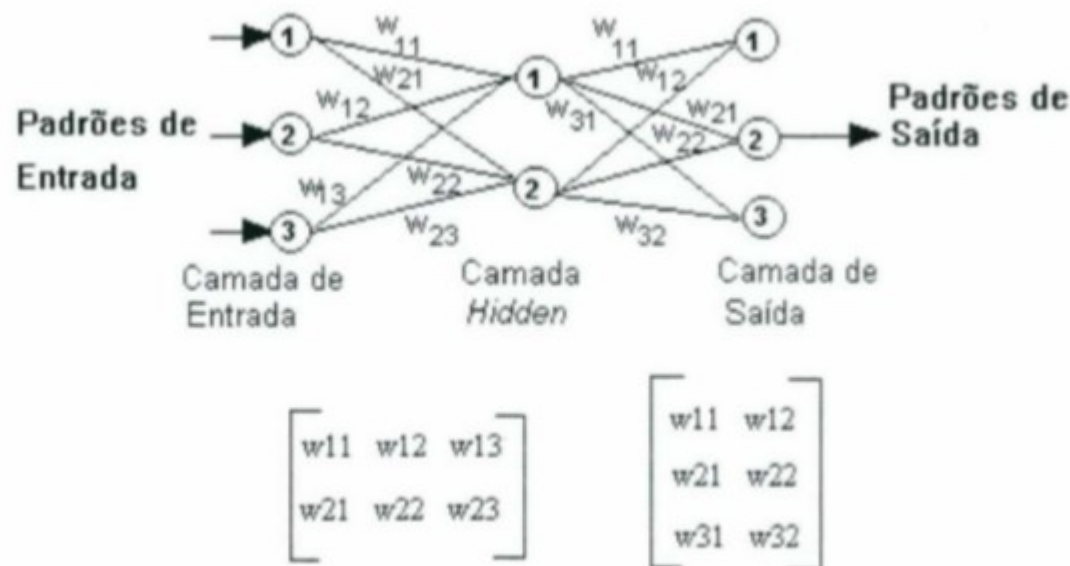 1
w11
w11
1
w21
1
w12
w12
w21
Padrões de
2
w31
w22
2
Padrões de
Saída
Entrada
w22
2
w13
w23
w32
3
3
Camada de
Entrada
Camada
Hidden
Camada de
Saída
w11 w12 w13
w21 w22 w23
w11 w12
w21 w22
w31 w32